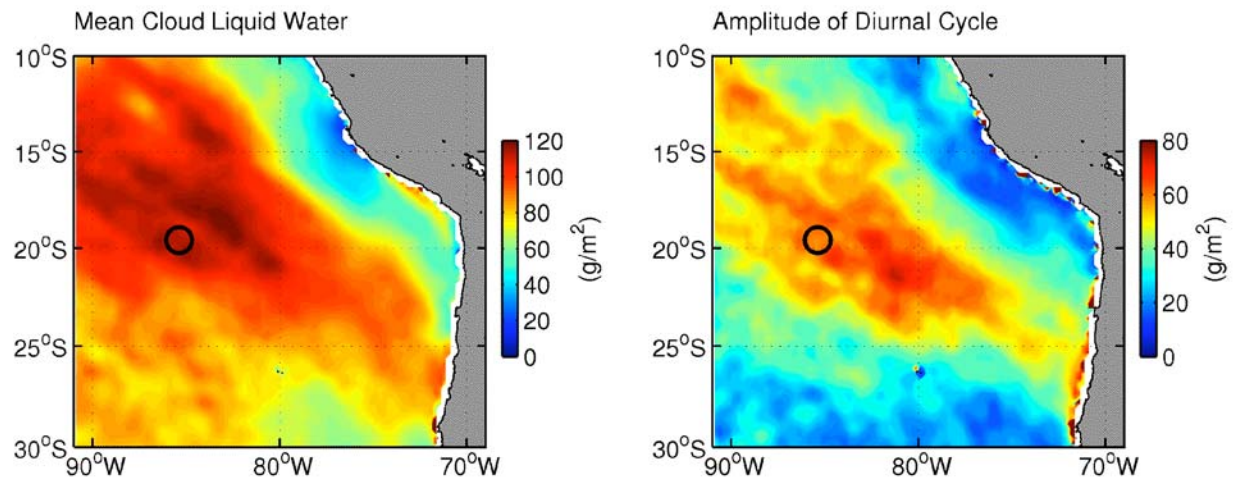 Mean Cloud Liquid Water
10°S
15°S
20°S
25°S
30°S
90°W 80°W 70°W
120
100
80
60
40
20
0
(g/m²)
Amplitude of Diurnal Cycle
10°S
15°S
20°S
25°S
30°S
90°W 80°W 70°W
80
60
40
20
0
(g/m²)